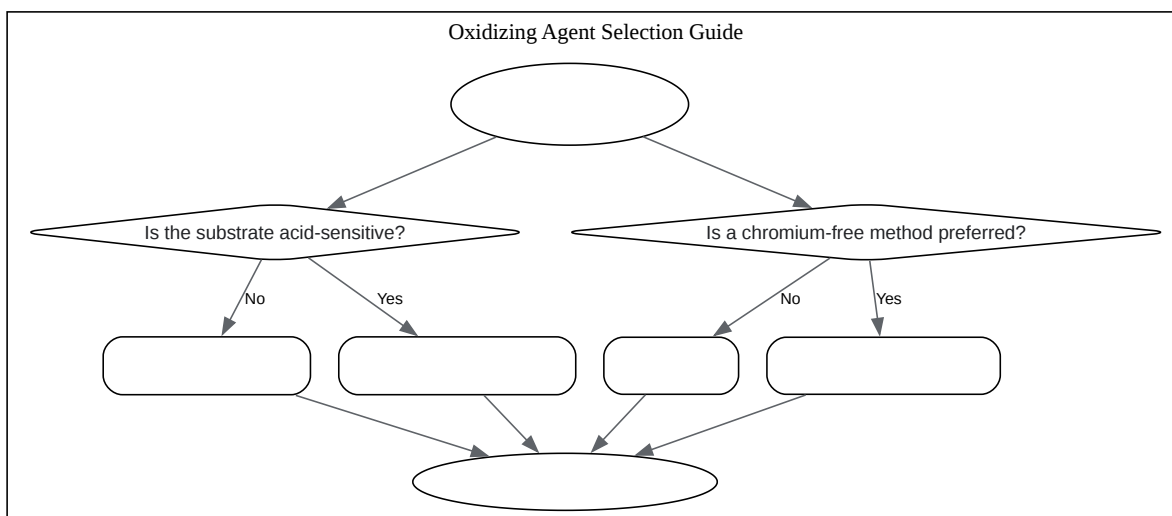 Oxidizing Agent Selection Guide
Is the substrate acid-sensitive?
Is a chromium-free method preferred?
No
Yes
No
Yes